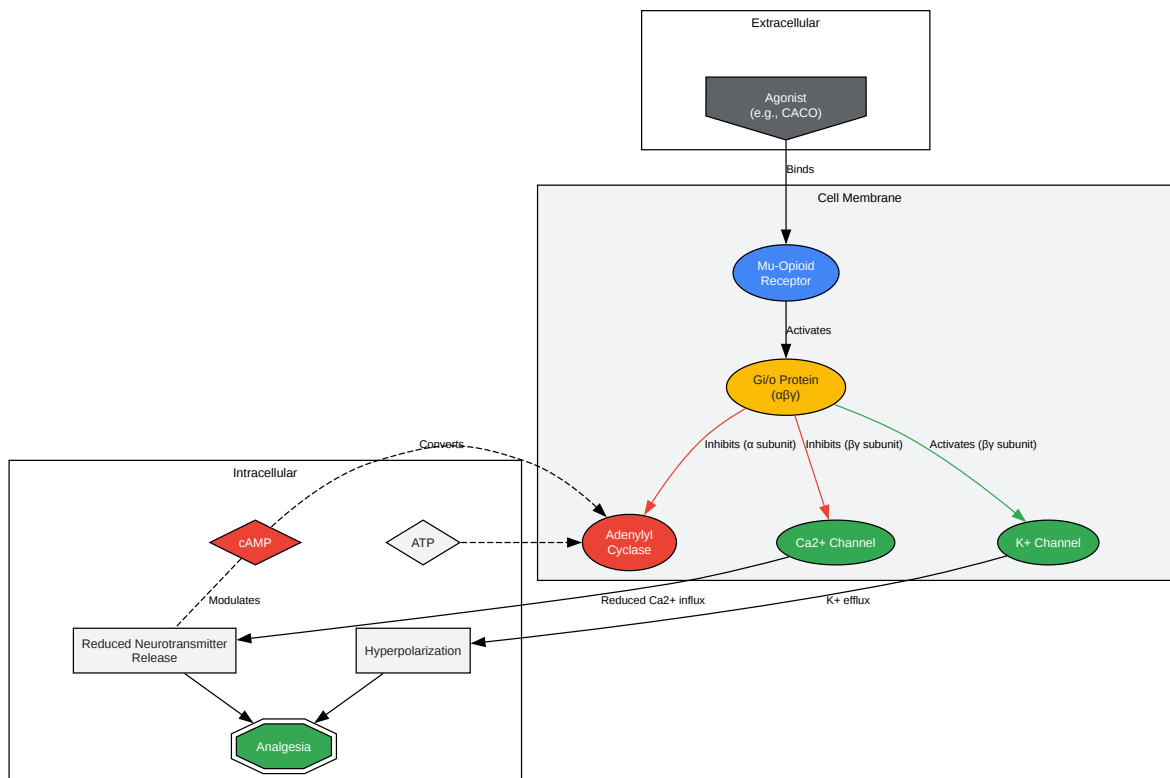 Extracellular
Agonist
(e.g., CACO)
Binds
Cell Membrane
Mu-Opioid
Receptor
Activates
Gi/o Protein
(αβγ)
Inhibits (α subunit)
Inhibits (βγ subunit)
Activates (βγ subunit)
Converts
Intracellular
cAMP
ATP
Adenylyl
Cyclase
Ca2+ Channel
K+ Channel
Modulates
Reduced Ca2+ influx
K+ efflux
Reduced Neurotransmitter
Release
Hyperpolarization
Analgesia